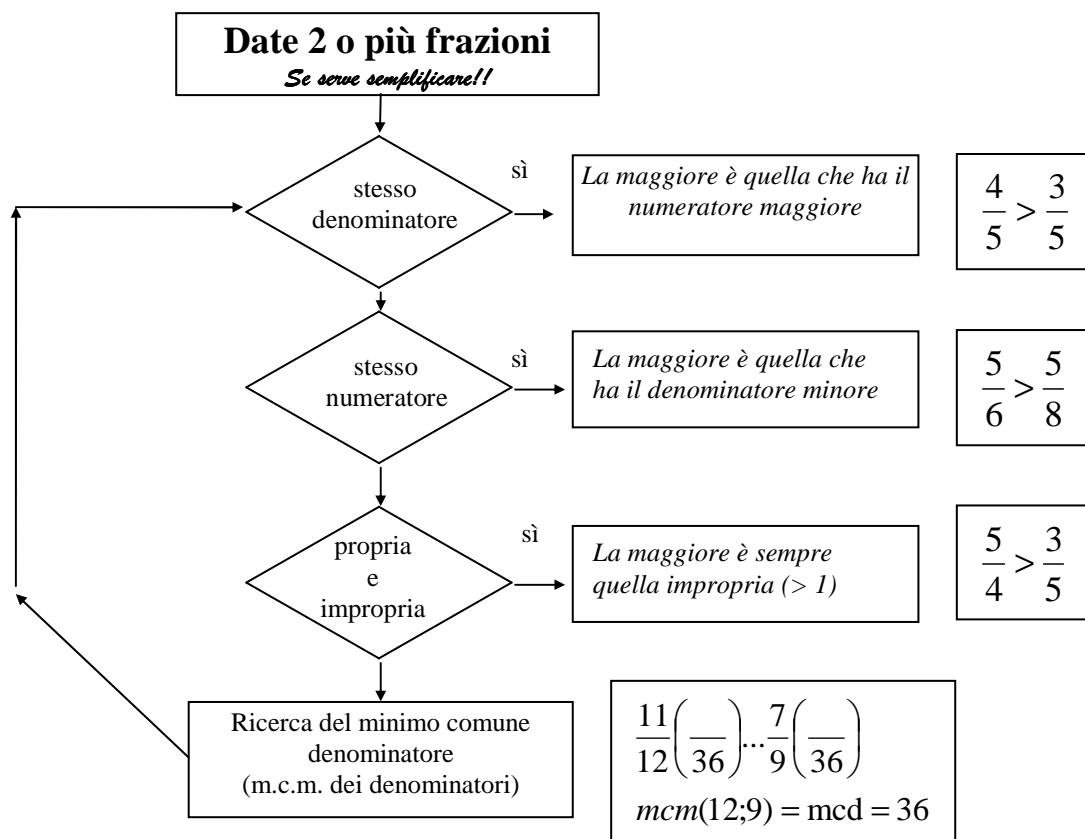 Date 2 o più frazioni
Se serve semplificare!!
stesso
denominatore
sì
La maggiore è quella che ha il
numeratore maggiore
4/5 > 3/5
stesso
numeratore
sì
La maggiore è quella che
ha il denominatore minore
5/6 > 5/8
propria
e
impropria
sì
La maggiore è sempre
quella impropria (> 1)
5/4 > 3/5
Ricerca del minimo comune
denominatore
(m.c.m. dei denominatori)
11/12 ( /36)...7/9 ( /36)
mcm(12;9) = mcd = 36